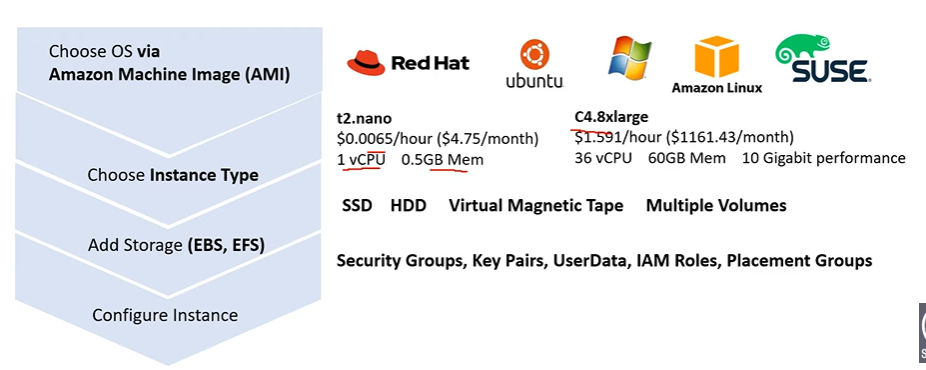 Choose OS via
Amazon Machine Image (AMI)
Red Hat
ubuntu
Amazon Linux
SUSE.
t2.nano
$0.0065/hour ($4.75/month)
1 vCPU 0.5GB Mem
C4.8xlarge
$1.591/hour ($1161.43/month)
36 vCPU 60GB Mem 10 Gigabit performance
Choose Instance Type
SSD HDD Virtual Magnetic Tape Multiple Volumes
Add Storage (EBS, EFS)
Security Groups, Key Pairs, UserData, IAM Roles, Placement Groups
Configure Instance